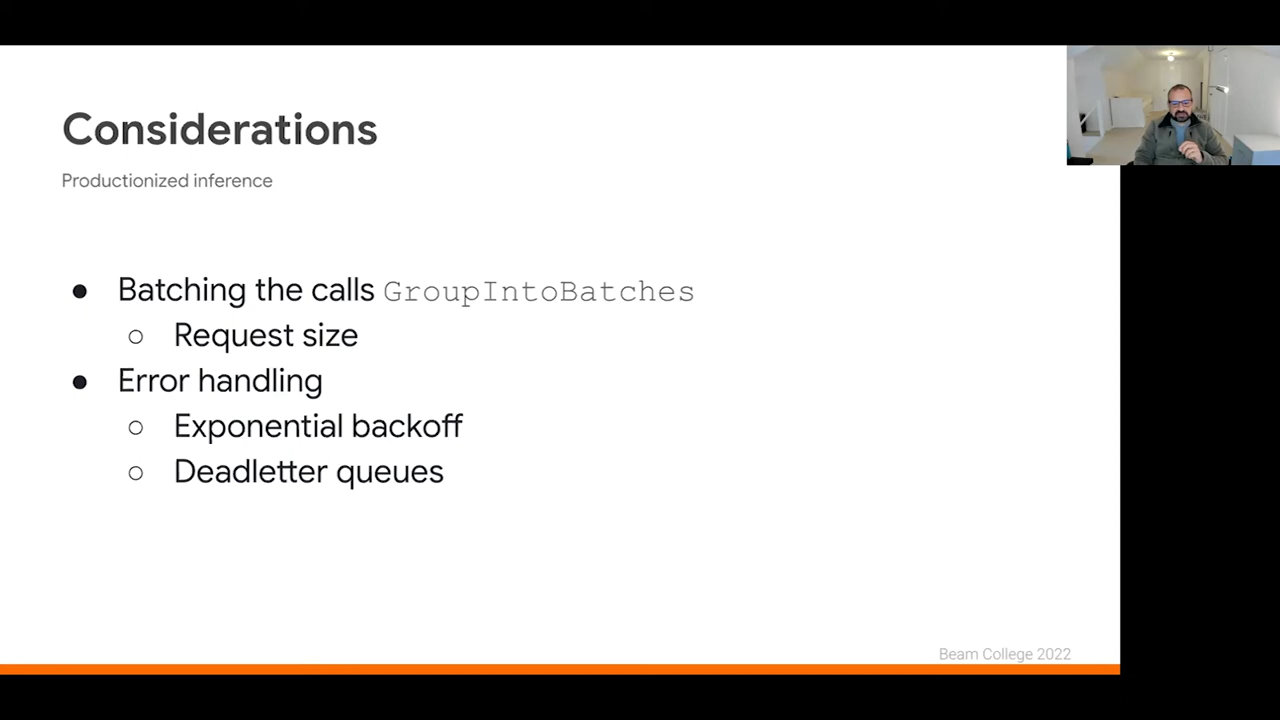 Considerations
Productionized inference
● Batching the calls GroupIntoBatches
○ Request size
● Error handling
○ Exponential backoff
○ Deadletter queues
Beam College 2022